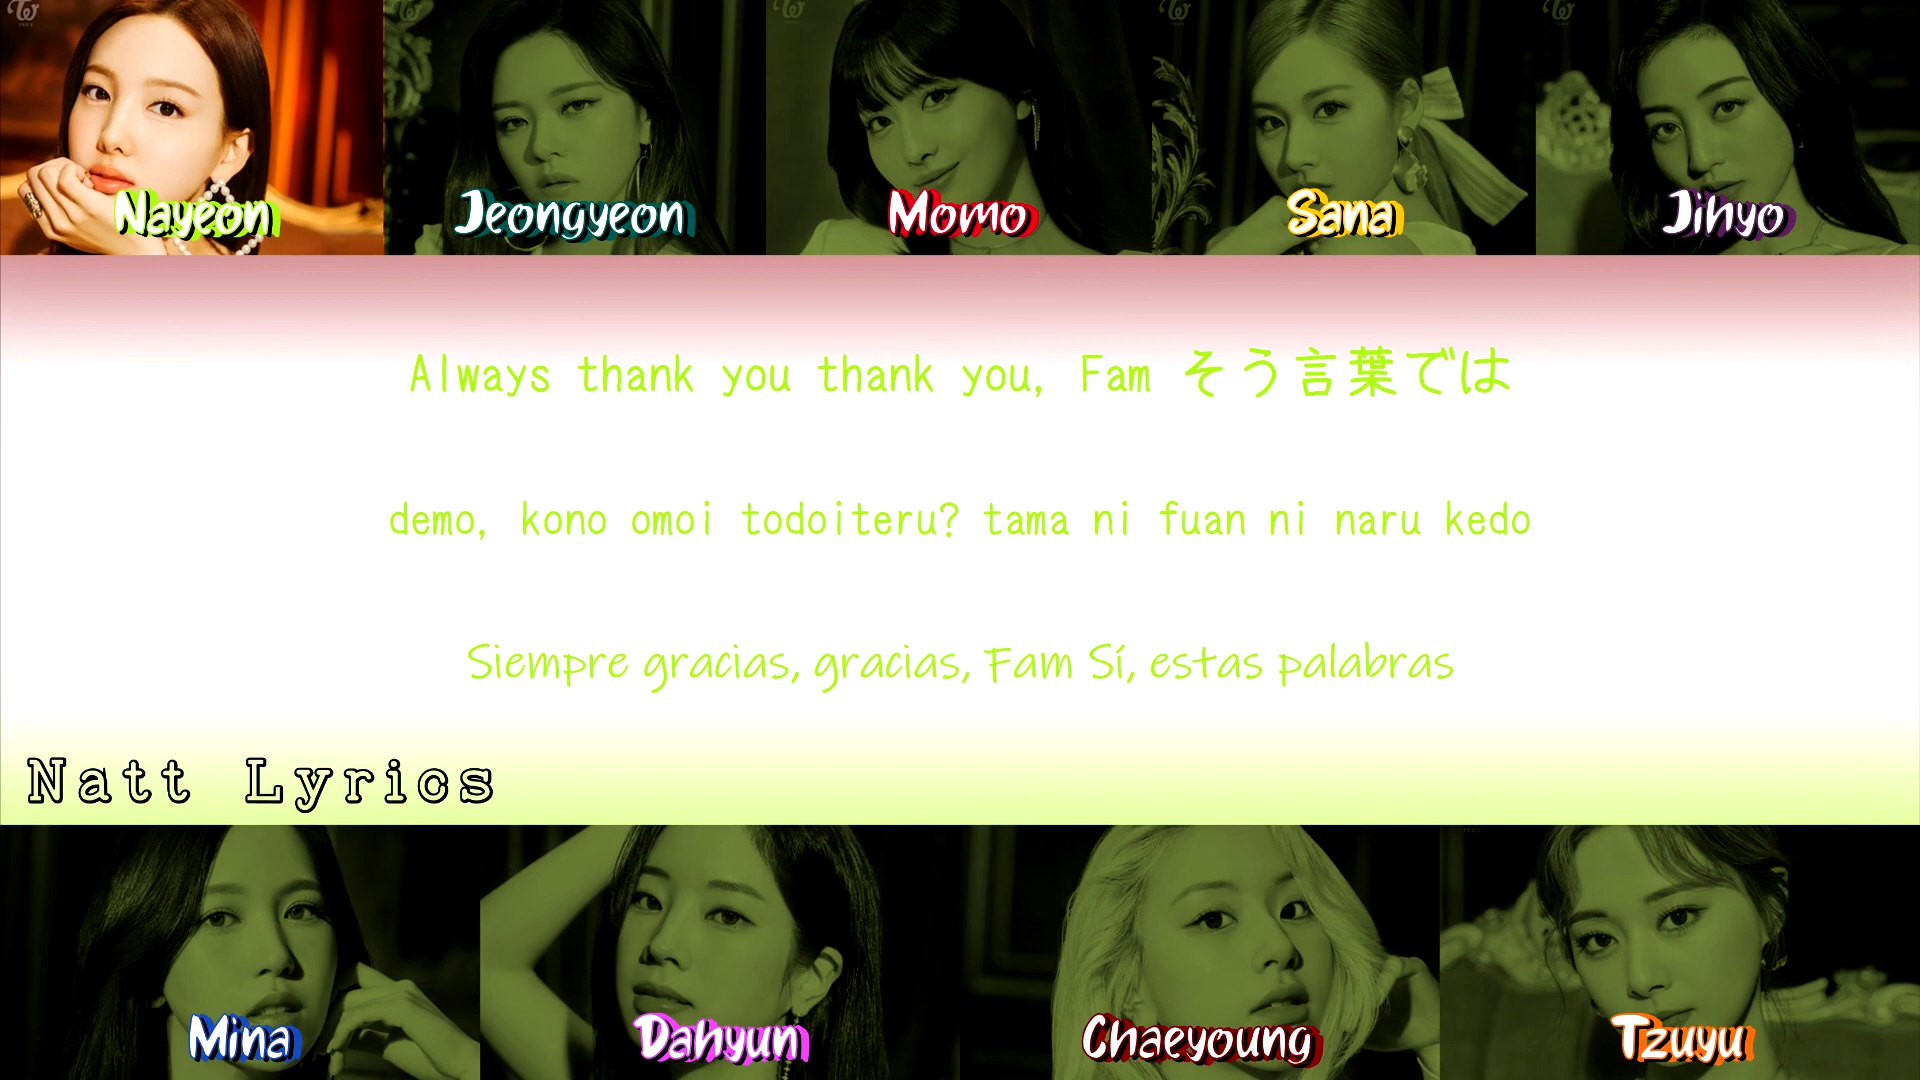 Nayeon
Jeongyeon
Momo
Sana
Jihyo
Always thank you thank you, Fam そう言葉では
demo, kono omoi todoiteru? tama ni fuan ni naru kedo
Siempre gracias, gracias, Fam Sí, estas palabras
Natt Lyrics
Mina
Dahyun
Chaeyoung
Tzuyu